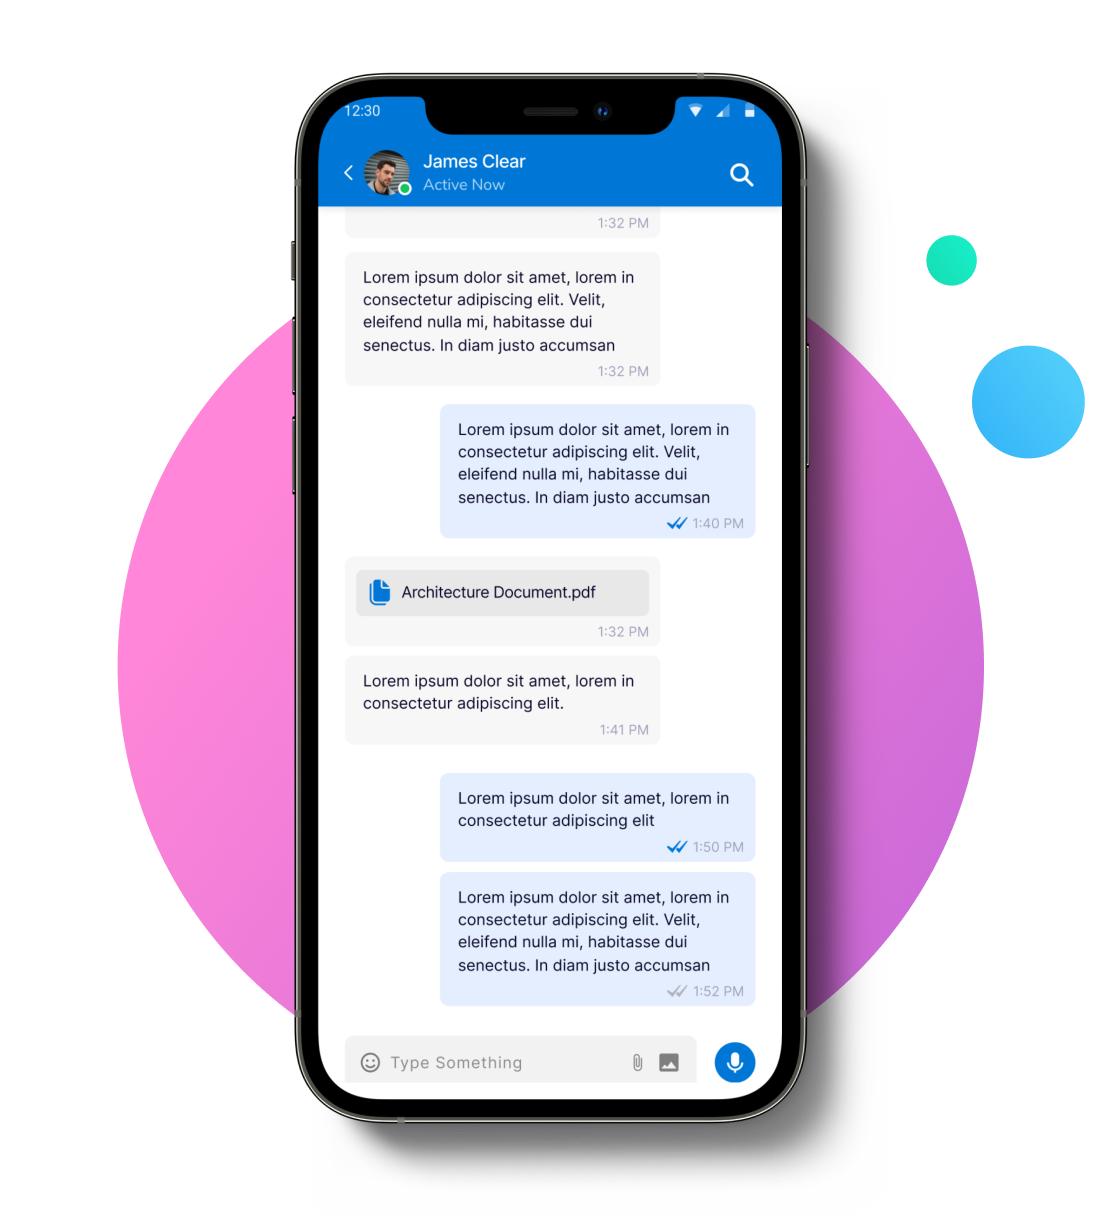 12:30
James Clear
Active Now
1:32 PM
Lorem ipsum dolor sit amet, lorem in
consectetur adipiscing elit. Velit,
eleifend nulla mi, habitasse dui
senectus. In diam justo accumsan
1:32 PM
Lorem ipsum dolor sit amet, lorem in
consectetur adipiscing elit. Velit,
eleifend nulla mi, habitasse dui
senectus. In diam justo accumsan
1:40 PM
Architecture Document.pdf
1:32 PM
Lorem ipsum dolor sit amet, lorem in
consectetur adipiscing elit.
1:41 PM
Lorem ipsum dolor sit amet, lorem in
consectetur adipiscing elit
1:50 PM
Lorem ipsum dolor sit amet, lorem in
consectetur adipiscing elit. Velit,
eleifend nulla mi, habitasse dui
senectus. In diam justo accumsan
1:52 PM
Type Something